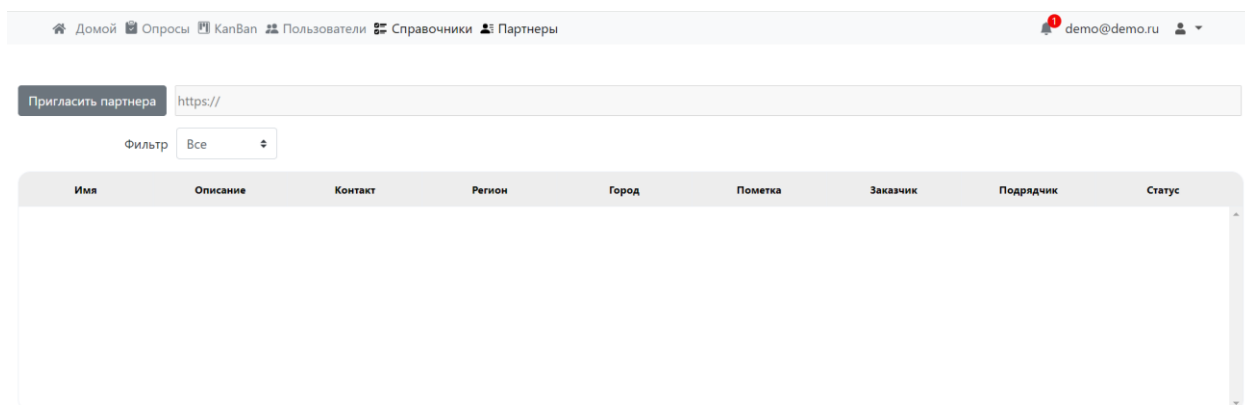 Домой Опросы KanBan Пользователи Справочники Партнеры 1 demo@demo.ru
Пригласить партнера https://
Фильтр Все
Имя Описание Контакт Регион Город Пометка Заказчик Подрядчик Статус